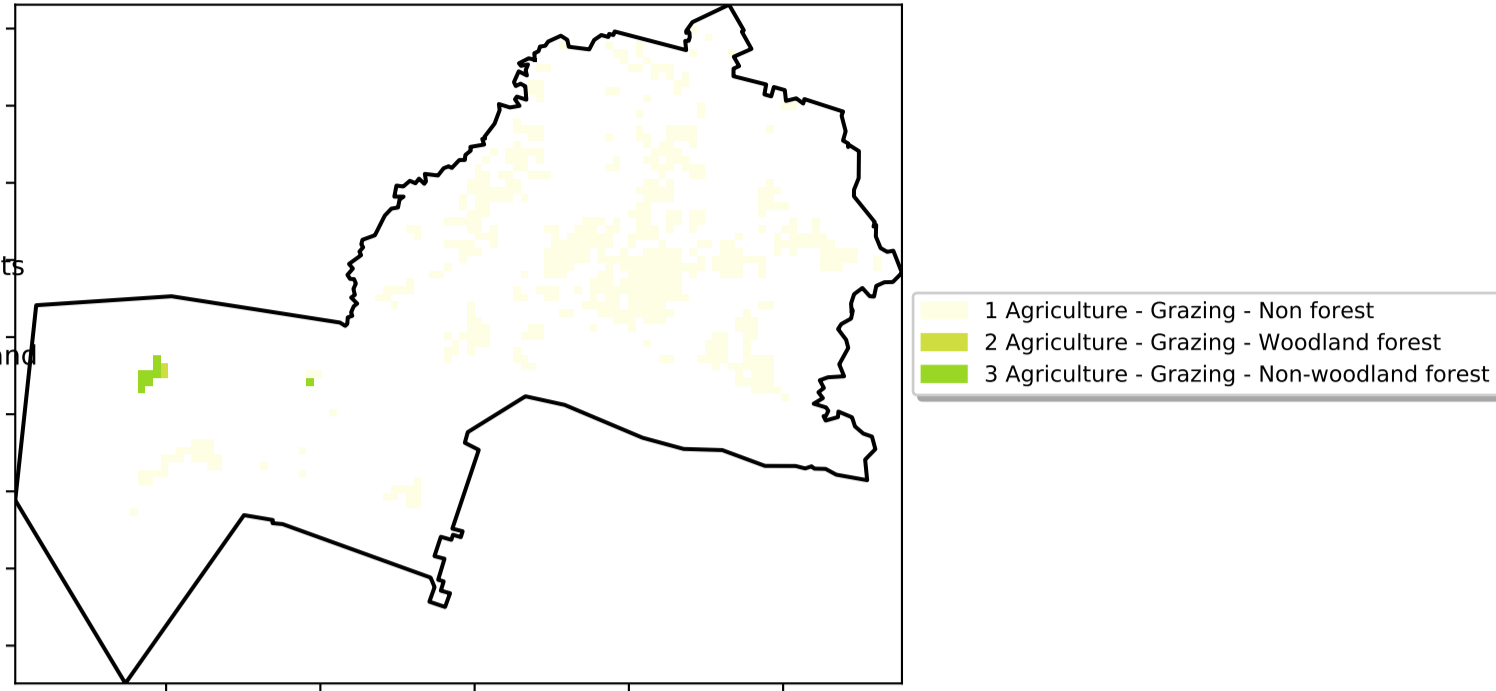 ts
1 Agriculture - Grazing - Non forest
2 Agriculture - Grazing - Woodland forest
and
3 Agriculture - Grazing - Non-woodland forest